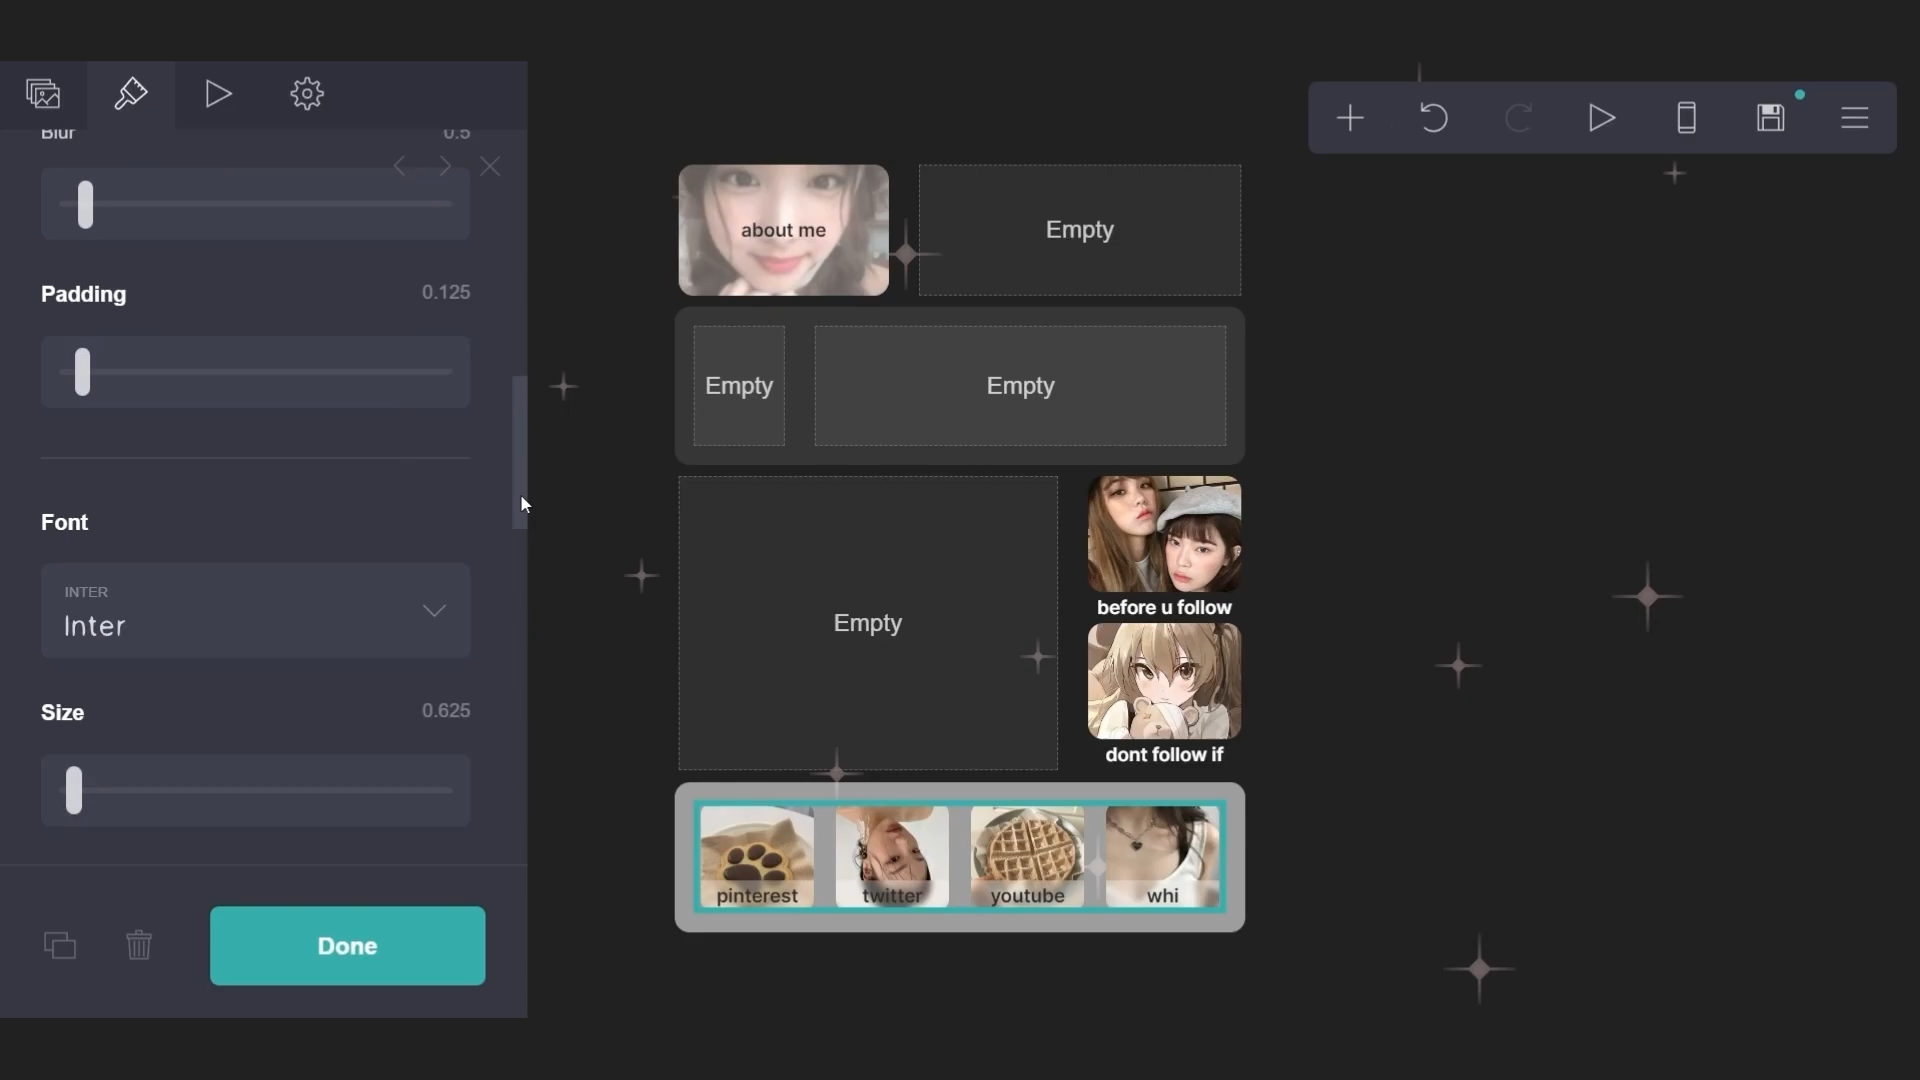 Blur
0.5
Padding
0.125
Font
INTER
Inter
Size
0.625
Done
about me
Empty
Empty
Empty
Empty
before u follow
dont follow if
pinterest
twitter
youtube
whi